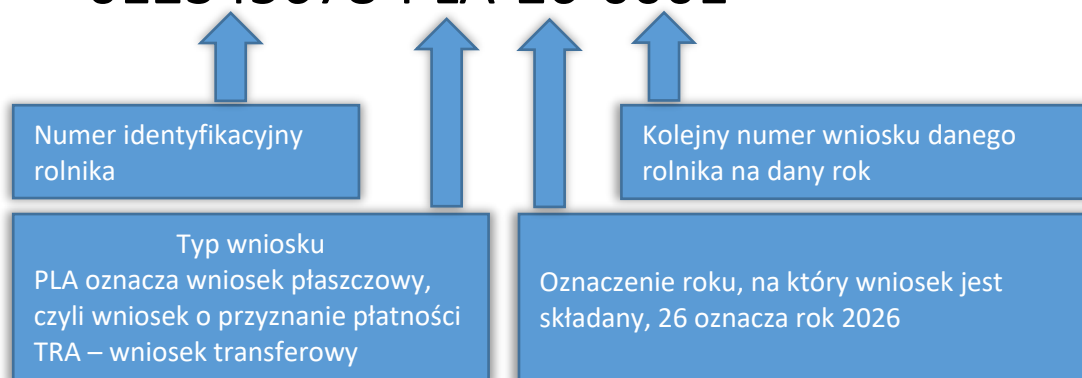 Numer identyfikacyjny
rolnika
Kolejny numer wniosku danego
rolnika na dany rok
Typ wniosku
PLA oznacza wniosek płaszczowy,
czyli wniosek o przyznanie płatności
TRA – wniosek transferowy
Oznaczenie roku, na który wniosek jest
składany, 26 oznacza rok 2026